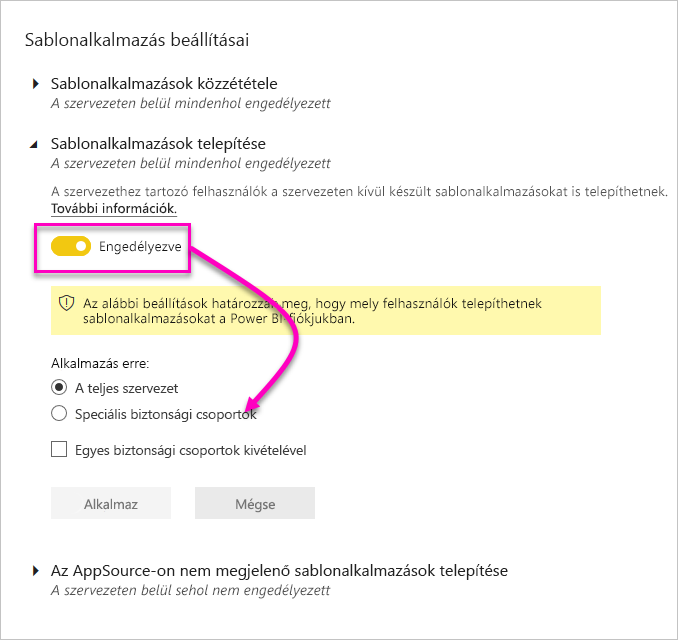 Sablonalkalmazás beállításai
Sablonalkalmazások közzététele
A szervezeten belül mindenhol engedélyezett
Sablonalkalmazások telepítése
A szervezeten belül mindenhol engedélyezett
A szervezethez tartozó felhasználók a szervezeten kívül készült sablonalkalmazásokat is telepíthetnek.
További információk.
Engedélyezve
Az alábbi beállítások határozzák meg, hogy mely felhasználók telepíthetnek
sablonalkalmazásokat a Power BI-fiókjukban.
Alkalmazás erre:
A teljes szervezet
Speciális biztonsági csoportok
Egyes biztonsági csoportok kivételével
Alkalmaz
Mégse
Az AppSource-on nem megjelenő sablonalkalmazások telepítése
A szervezeten belül sehol nem engedélyezett